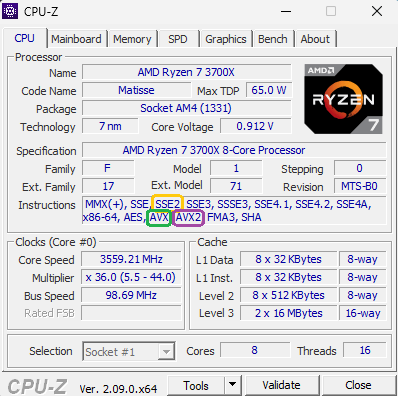 CPU-Z
CPU Mainboard Memory SPD Graphics Bench About
Processor
Name AMD Ryzen 7 3700X
Code Name Matisse Max TDP 65.0 W
Package Socket AM4 (1331)
Technology 7 nm Core Voltage 0.912 V
AMD
RYZEN
7
Specification AMD Ryzen 7 3700X 8-Core Processor
Family F Model 1 Stepping 0
Ext. Family 17 Ext. Model 71 Revision MTS-B0
Instructions MMX(+), SSE, SSE2, SSE3, SSSE3, SSE4.1, SSE4.2, SSE4A,
x86-64, AES, AVX, AVX2, FMA3, SHA
Clocks (Core #0)
Core Speed 3559.21 MHz
Multiplier x 36.0 (5.5 - 44.0)
Bus Speed 98.69 MHz
Rated FSB
Cache
L1 Data 8 x 32 KBytes 8-way
L1 Inst. 8 x 32 KBytes 8-way
Level 2 8 x 512 KBytes 8-way
Level 3 2 x 16 MBytes 16-way
Selection Socket #1 Cores 8 Threads 16
CPU-Z Ver. 2.09.0.x64 Tools Validate Close